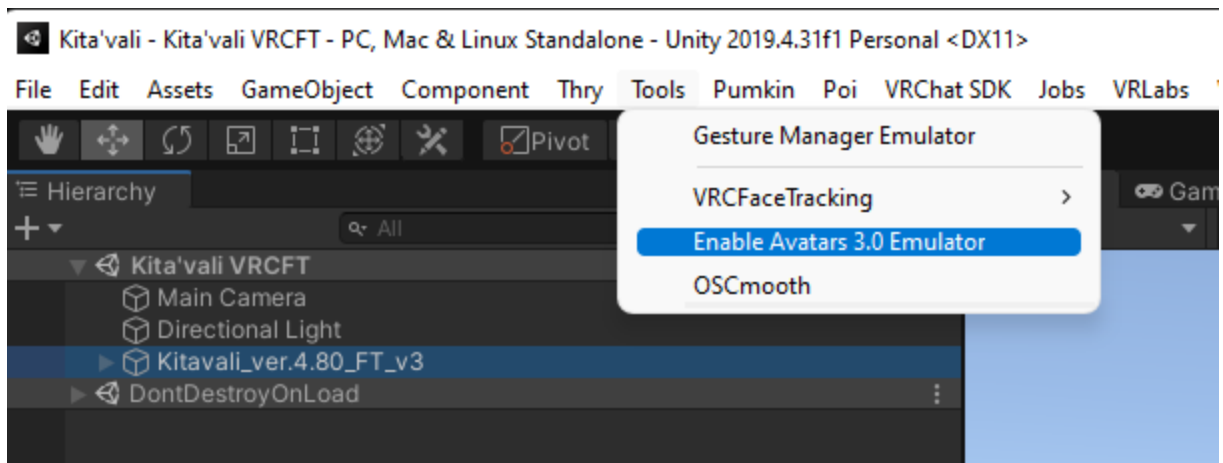 Kita'vali - Kita'vali VRCFT - PC, Mac & Linux Standalone - Unity 2019.4.31f1 Personal <DX11>
File Edit Assets GameObject Component Thry Tools Pumkin Poi VRChat SDK Jobs VRLabs
Pivot
Gesture Manager Emulator
VRCFaceTracking
Enable Avatars 3.0 Emulator
OSCmooth
Hierarchy
Gam
All
Kita'vali VRCFT
Main Camera
Directional Light
Kitavali_ver.4.80_FT_v3
DontDestroyOnLoad